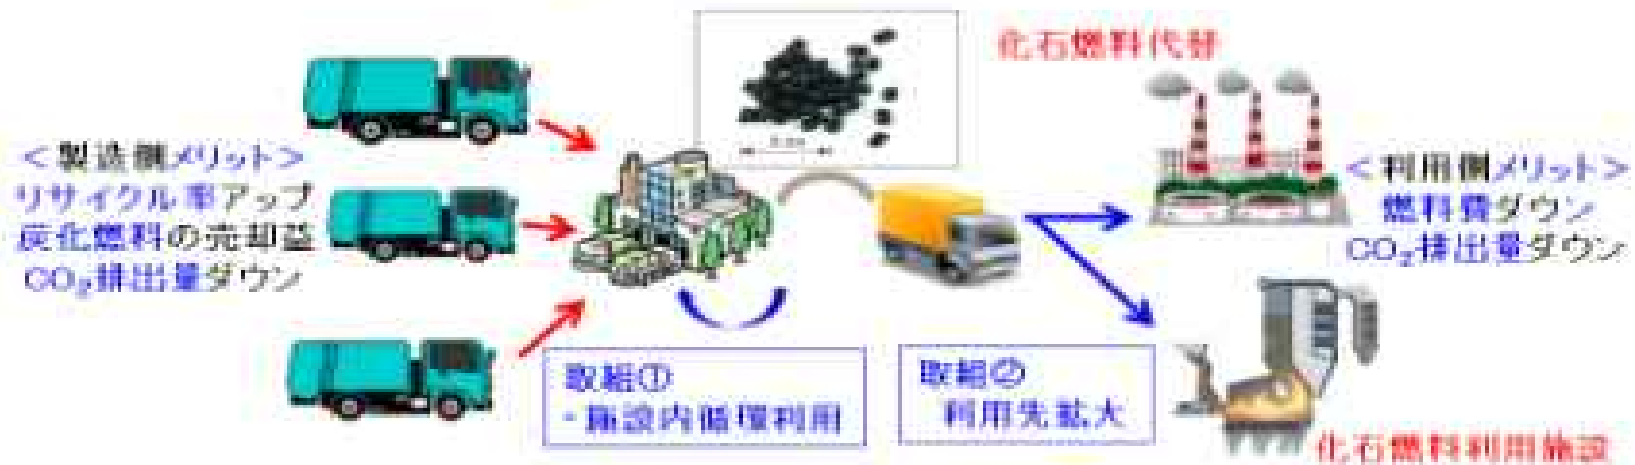 化石燃料代替
＜製造側メリット＞
リサイクル率アップ
炭化燃料の売却益
CO₂排出量ダウン
＜利用側メリット＞
燃料費ダウン
CO₂排出量ダウン
取組①
・施設内循環利用
取組②
利用先拡大
化石燃料利用施設